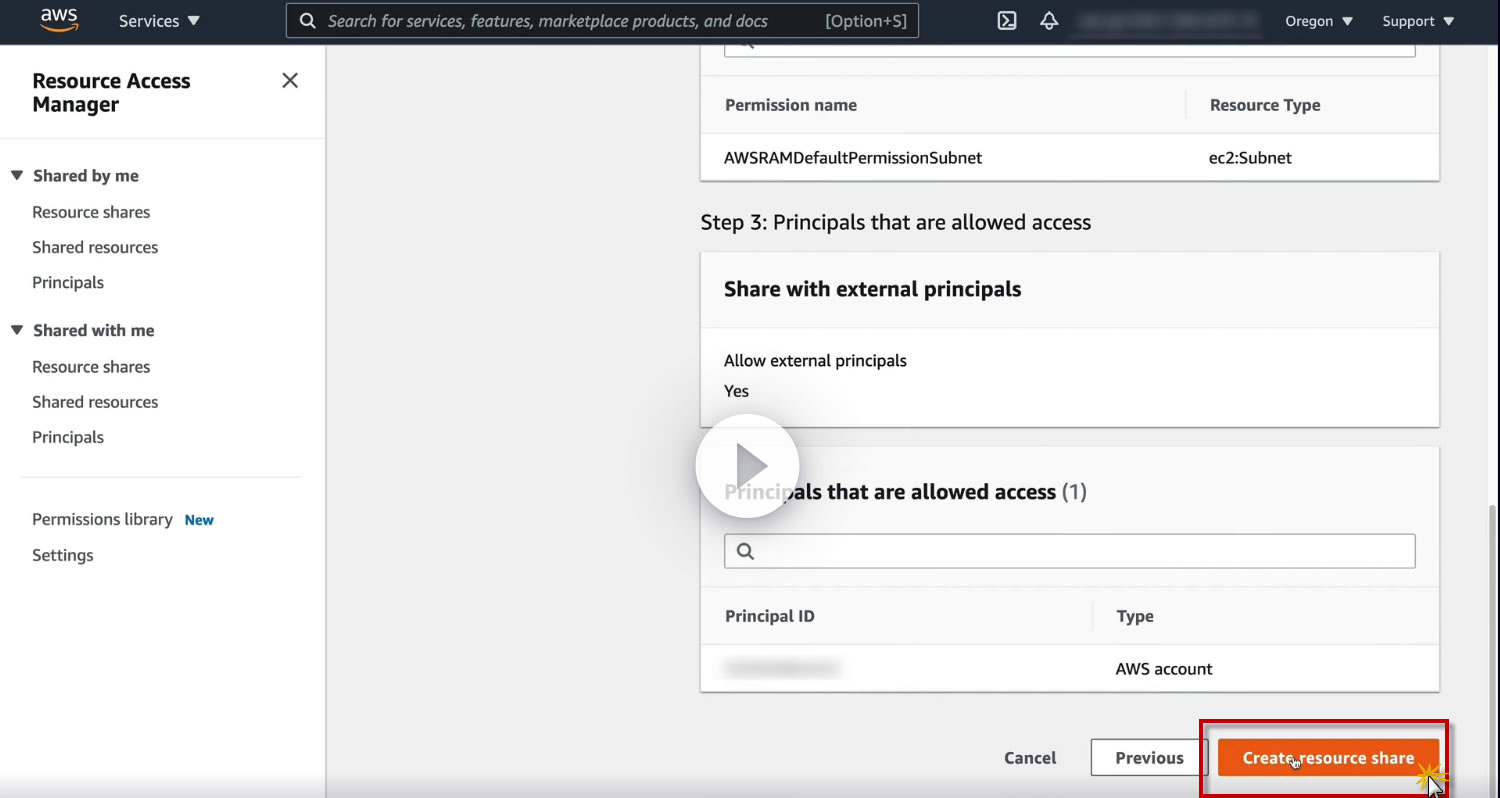 aws
Services
Search for services, features, marketplace products, and docs
[Option+S]
Oregon
Support
Resource Access
Manager
Shared by me
Resource shares
Shared resources
Principals
Shared with me
Resource shares
Shared resources
Principals
Permissions library New
Settings
Permission name
Resource Type
AWSRAMDefaultPermissionSubnet
ec2:Subnet
Step 3: Principals that are allowed access
Share with external principals
Allow external principals
Yes
Principals that are allowed access (1)
Principal ID
Type
AWS account
Cancel
Previous
Create resource share